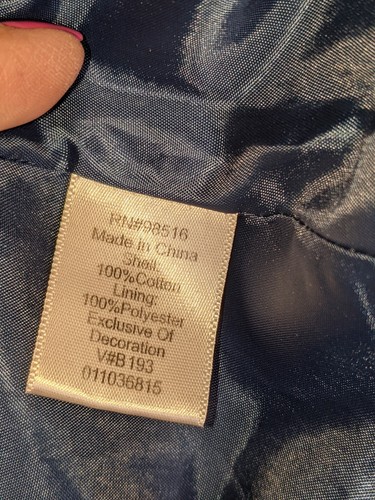 RN#98516
Made in China
Shell:
100%Cotton
Lining:
100%Polyester
Exclusive Of
Decoration
V#B193
011036815